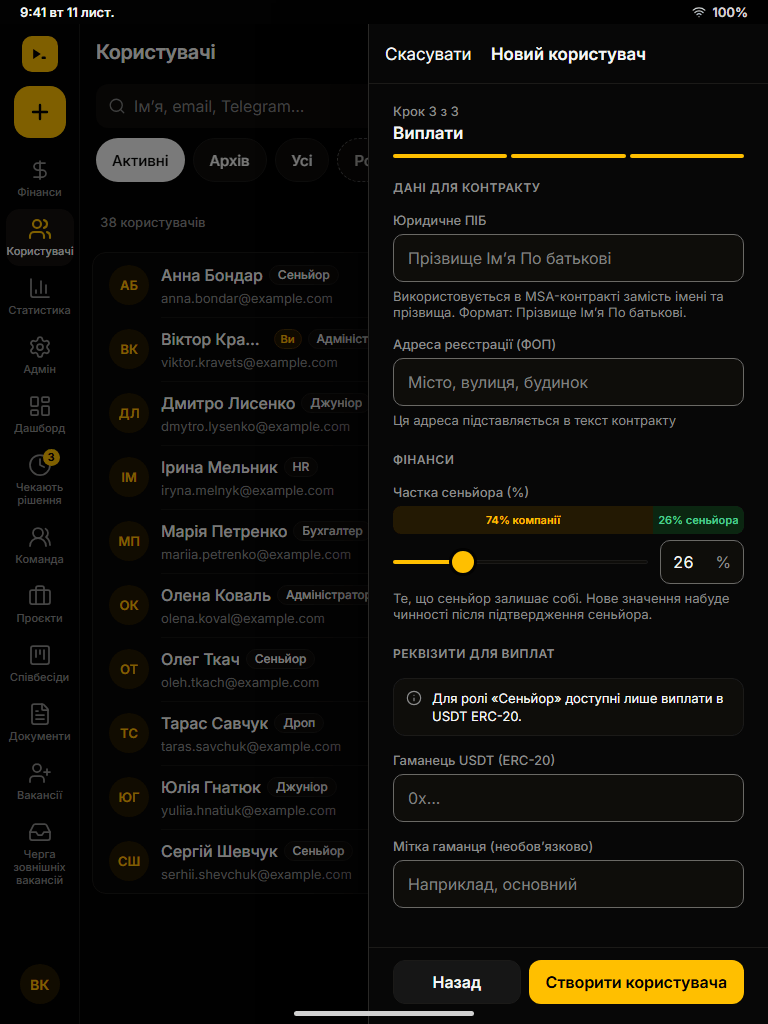 9:41 вт 11 лист.
100%
Фінанси
Користувачі
Статистика
Адмін
Дашборд
3
Чекають
рішення
Команда
Проєкти
Співбесіди
Документи
Вакансії
Черга
зовнішніх
вакансій
ВК
Користувачі
Ім’я, email, Telegram...
Активні
Архів
Усі
38 користувачів
АБ
Анна Бондар
Сеньйор
anna.bondar@example.com
ВК
Віктор Кра...
Ви
Адмініст
viktor.kravets@example.com
ДЛ
Дмитро Лисенко
Джуніор
dmytro.lysenko@example.com
ІМ
Ірина Мельник
HR
iryna.melnyk@example.com
МП
Марія Петренко
Бухгалтер
mariia.petrenko@example.com
ОК
Олена Коваль
Адміністратор
olena.koval@example.com
ОТ
Олег Ткач
Сеньйор
oleh.tkach@example.com
ТС
Тарас Савчук
Дроп
taras.savchuk@example.com
ЮГ
Юлія Гнатюк
Джуніор
yuliia.hnatiuk@example.com
СШ
Сергій Шевчук
Сеньйор
serhii.shevchuk@example.com
Скасувати
Новий користувач
Крок 3 з 3
Виплати
ДАНІ ДЛЯ КОНТРАКТУ
Юридичне ПІБ
Прізвище Ім’я По батькові
Використовується в MSA-контракті замість імені та
прізвища. Формат: Прізвище Ім’я По батькові.
Адреса реєстрації (ФОП)
Місто, вулиця, будинок
Ця адреса підставляється в текст контракту
ФІНАНСИ
Частка сеньйора (%)
74% компанії
26% сеньйора
26 %
Те, що сеньйор залишає собі. Нове значення набуде
чинності після підтвердження сеньйора.
РЕКВІЗИТИ ДЛЯ ВИПЛАТ
Для ролі «Сеньйор» доступні лише виплати в
USDT ERC-20.
Гаманець USDT (ERC-20)
0x...
Мітка гаманця (необов’язково)
Наприклад, основний
Назад
Створити користувача